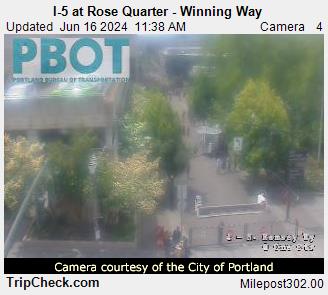 I-5 at Rose Quarter - Winning Way
Updated Jun 16 2024 11:38 AM Camera 4
PBOT
PORTLAND BUREAU OF TRANSPORTATION
Camera courtesy of the City of Portland
TripCheck.com Milepost302.00